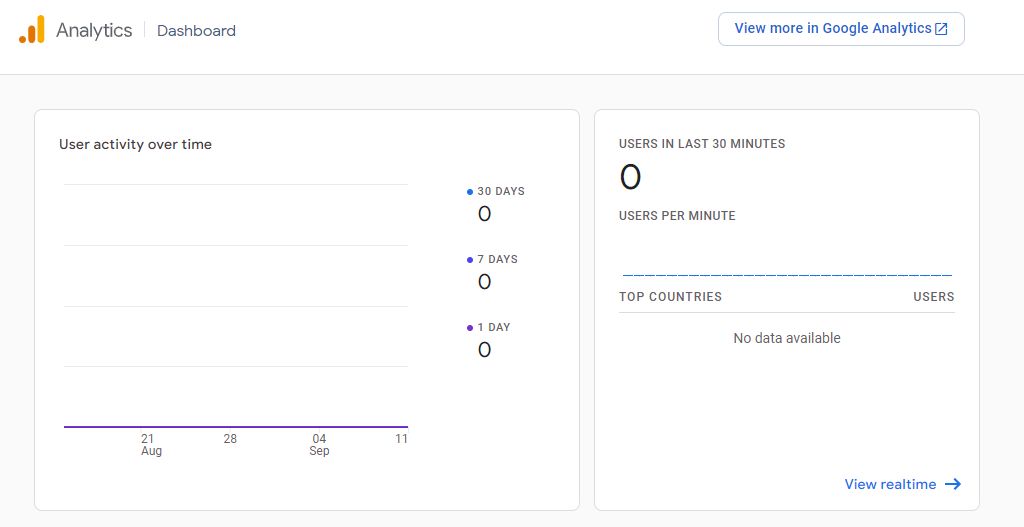 Analytics
Dashboard
View more in Google Analytics
User activity over time
30 DAYS
0
7 DAYS
0
1 DAY
0
21
Aug
28
04
Sep
11
USERS IN LAST 30 MINUTES
0
USERS PER MINUTE
TOP COUNTRIES USERS
No data available
View realtime